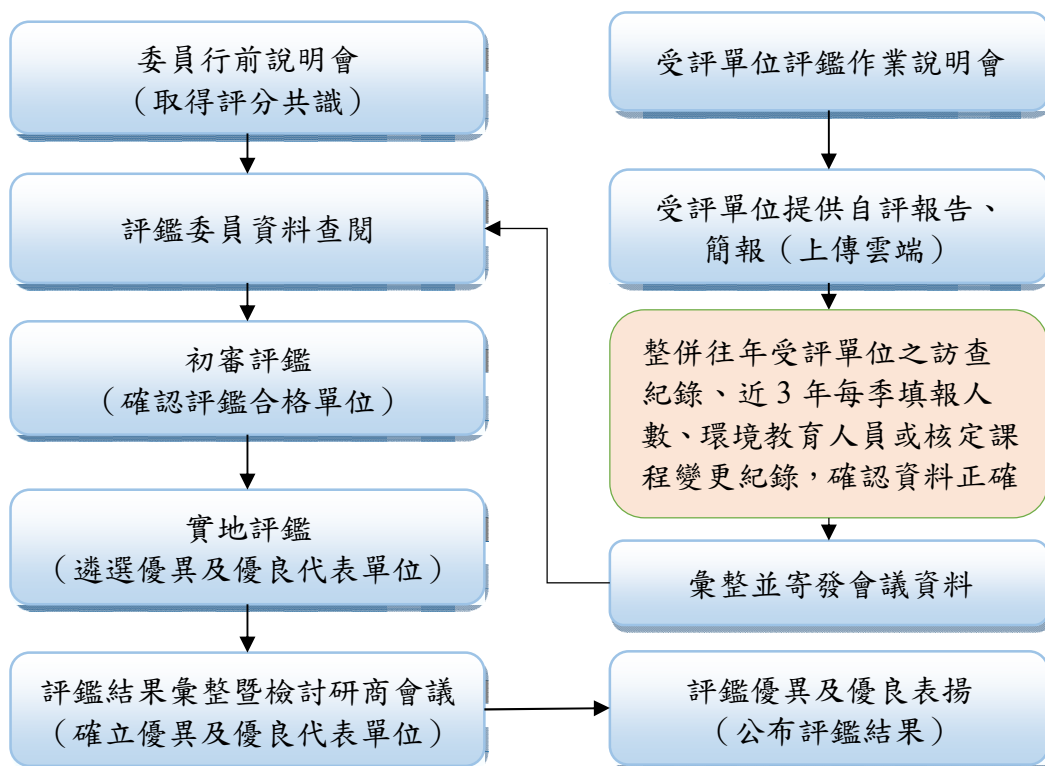 委員行前說明會
（取得評分共識）
評鑑委員資料查閱
初審評鑑
（確認評鑑合格單位）
實地評鑑
（遴選優異及優良代表單位）
評鑑結果彙整暨檢討研商會議
（確立優異及優良代表單位）
受評單位評鑑作業說明會
受評單位提供自評報告、
簡報（上傳雲端）
整併往年受評單位之訪查
紀錄、近 3 年每季填報人
數、環境教育人員或核定課
程變更紀錄，確認資料正確
彙整並寄發會議資料
評鑑優異及優良表揚
（公布評鑑結果）